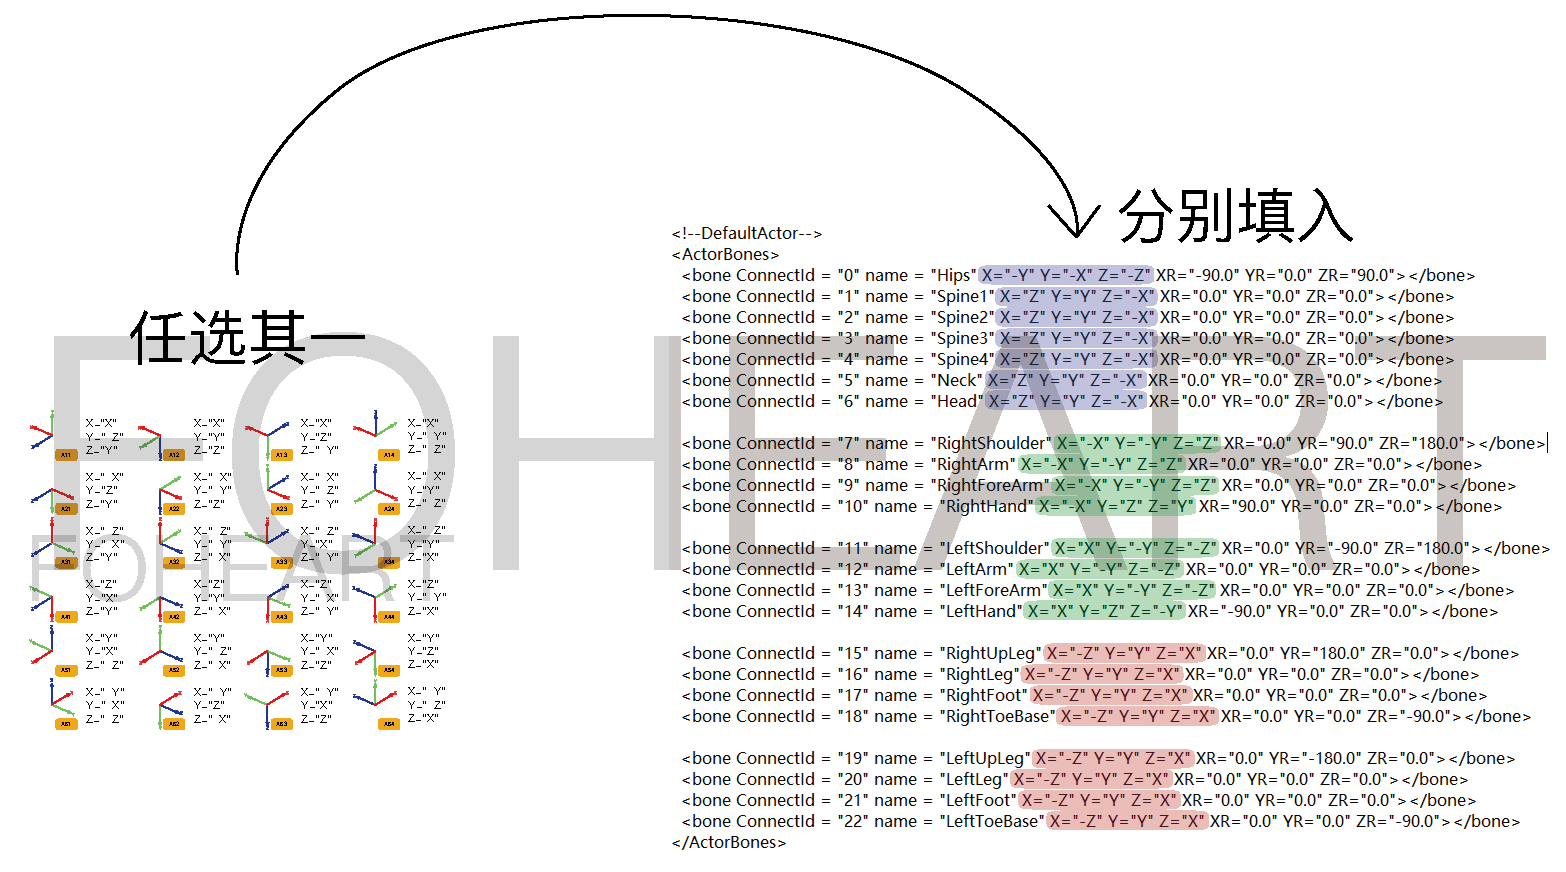 分别填入
任选其一
<!--DefaultActor-->
<ActorBones>
<bone ConnectId = "0" name = "Hips" X="-Y" Y="-X" Z="-Z" XR="-90.0" YR="0.0" ZR="90.0"></bone>
<bone ConnectId = "1" name = "Spine1" X="Z" Y="Y" Z="-X" XR="0.0" YR="0.0" ZR="0.0"></bone>
<bone ConnectId = "2" name = "Spine2" X="Z" Y="Y" Z="-X" XR="0.0" YR="0.0" ZR="0.0"></bone>
<bone ConnectId = "3" name = "Spine3" X="Z" Y="Y" Z="-X" XR="0.0" YR="0.0" ZR="0.0"></bone>
<bone ConnectId = "4" name = "Spine4" X="Z" Y="Y" Z="-X" XR="0.0" YR="0.0" ZR="0.0"></bone>
<bone ConnectId = "5" name = "Neck" X="Z" Y="Y" Z="-X" XR="0.0" YR="0.0" ZR="0.0"></bone>
<bone ConnectId = "6" name = "Head" X="Z" Y="Y" Z="-X" XR="0.0" YR="0.0" ZR="0.0"></bone>
<bone ConnectId = "7" name = "RightShoulder" X="-X" Y="-Y" Z="Z" XR="0.0" YR="90.0" ZR="180.0"></bone>
<bone ConnectId = "8" name = "RightArm" X="-X" Y="-Y" Z="Z" XR="0.0" YR="0.0" ZR="0.0"></bone>
<bone ConnectId = "9" name = "RightForeArm" X="-X" Y="-Y" Z="Z" XR="0.0" YR="0.0" ZR="0.0"></bone>
<bone ConnectId = "10" name = "RightHand" X="-X" Y="Z" Z="Y" XR="90.0" YR="0.0" ZR="0.0"></bone>
<bone ConnectId = "11" name = "LeftShoulder" X="X" Y="-Y" Z="-Z" XR="0.0" YR="-90.0" ZR="180.0"></bone>
<bone ConnectId = "12" name = "LeftArm" X="X" Y="-Y" Z="-Z" XR="0.0" YR="0.0" ZR="0.0"></bone>
<bone ConnectId = "13" name = "LeftForeArm" X="X" Y="-Y" Z="-Z" XR="0.0" YR="0.0" ZR="0.0"></bone>
<bone ConnectId = "14" name = "LeftHand" X="X" Y="Z" Z="-Y" XR="-90.0" YR="0.0" ZR="0.0"></bone>
<bone ConnectId = "15" name = "RightUpLeg" X="-Z" Y="Y" Z="X" XR="0.0" YR="180.0" ZR="0.0"></bone>
<bone ConnectId = "16" name = "RightLeg" X="-Z" Y="Y" Z="X" XR="0.0" YR="0.0" ZR="0.0"></bone>
<bone ConnectId = "17" name = "RightFoot" X="-Z" Y="Y" Z="X" XR="0.0" YR="0.0" ZR="0.0"></bone>
<bone ConnectId = "18" name = "RightToeBase" X="-Z" Y="Y" Z="X" XR="0.0" YR="0.0" ZR="-90.0"></bone>
<bone ConnectId = "19" name = "LeftUpLeg" X="-Z" Y="Y" Z="X" XR="0.0" YR="-180.0" ZR="0.0"></bone>
<bone ConnectId = "20" name = "LeftLeg" X="-Z" Y="Y" Z="X" XR="0.0" YR="0.0" ZR="0.0"></bone>
<bone ConnectId = "21" name = "LeftFoot" X="-Z" Y="Y" Z="X" XR="0.0" YR="0.0" ZR="0.0"></bone>
<bone ConnectId = "22" name = "LeftToeBase" X="-Z" Y="Y" Z="X" XR="0.0" YR="0.0" ZR="-90.0"></bone>
</ActorBones>
FOHEART
FOHEART
A11 A12 A13 A14
A21 A22 A23 A24
A31 A32 A33 A34
A41 A42 A43 A44
A51 A52 A53 A54
A61 A62 A63 A64